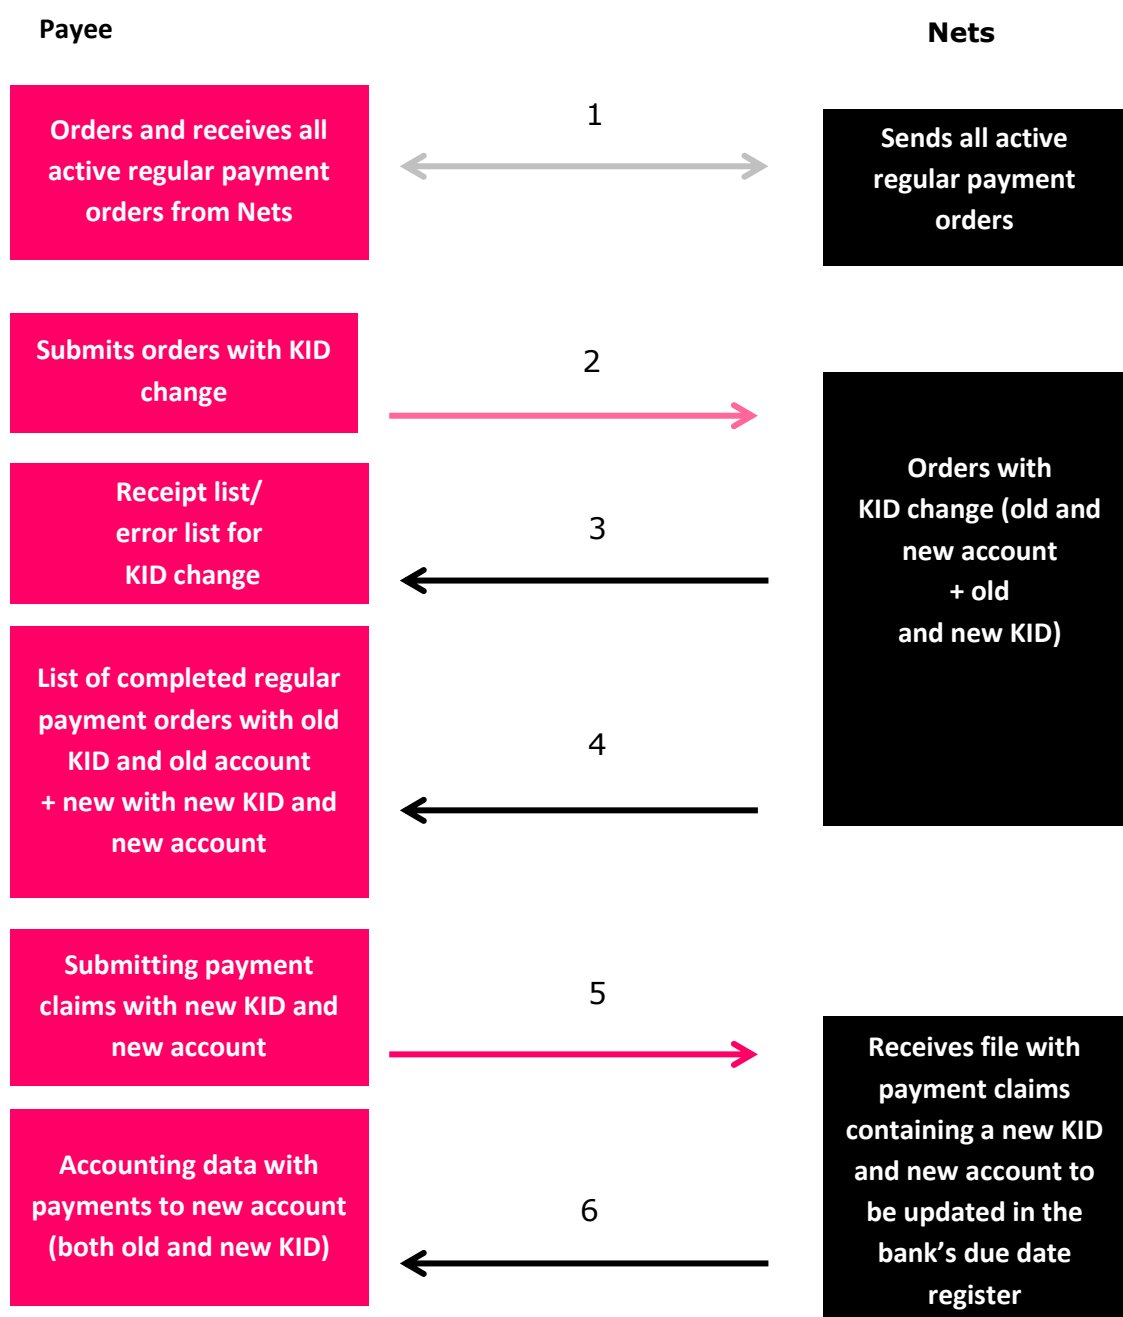 Payee
Nets
Orders and receives all
active regular payment
orders from Nets
1
Sends all active
regular payment
orders
Submits orders with KID
change
2
Receipt list/
error list for
KID change
3
Orders with
KID change (old and
new account
+ old
and new KID)
List of completed regular
payment orders with old
KID and old account
+ new with new KID and
new account
4
Submitting payment
claims with new KID and
new account
5
Receives file with
payment claims
containing a new KID
and new account to
be updated in the
bank’s due date
register
Accounting data with
payments to new account
(both old and new KID)
6